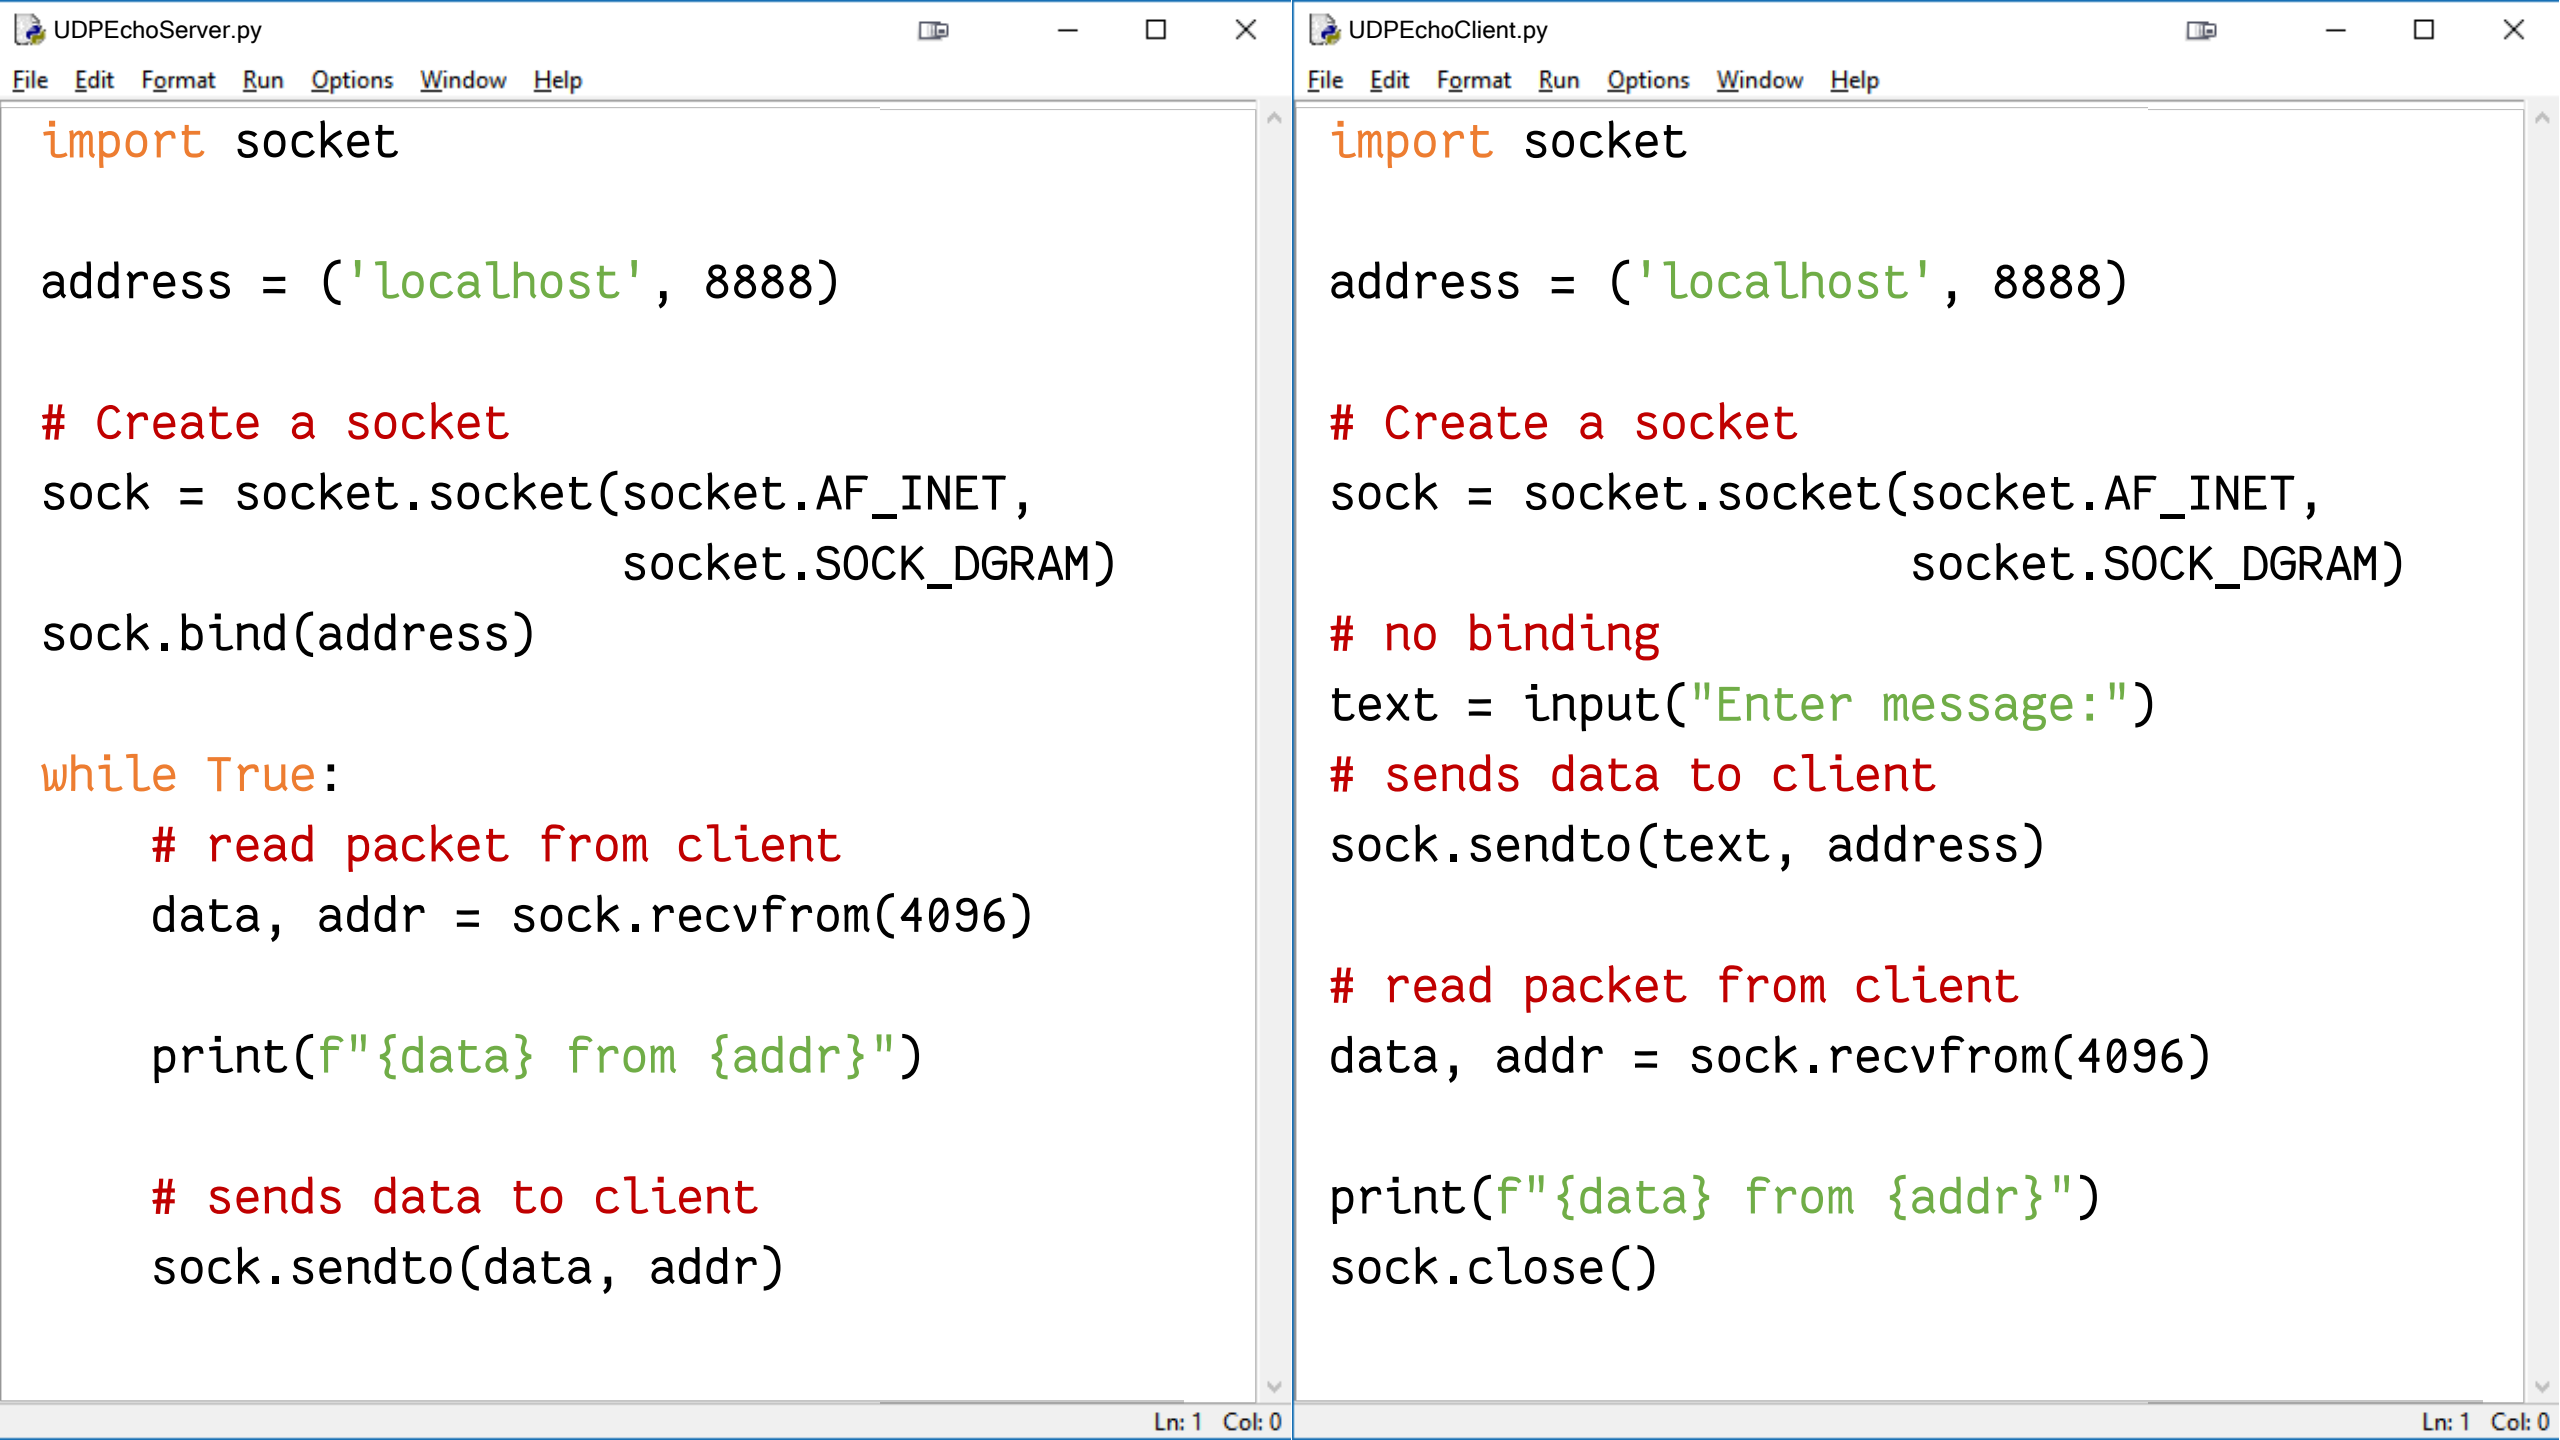 UDPEchoServer.py
File Edit Format Run Options Window Help
import socket
address = ('localhost', 8888)
# Create a socket
sock = socket.socket(socket.AF_INET,
socket.SOCK_DGRAM)
sock.bind(address)
while True:
# read packet from client
data, addr = sock.recvfrom(4096)
print(f"{data} from {addr}")
# sends data to client
sock.sendto(data, addr)
Ln: 1 Col: 0
UDPEchoClient.py
File Edit Format Run Options Window Help
import socket
address = ('localhost', 8888)
# Create a socket
sock = socket.socket(socket.AF_INET,
socket.SOCK_DGRAM)
# no binding
text = input("Enter message:")
# sends data to client
sock.sendto(text, address)
# read packet from client
data, addr = sock.recvfrom(4096)
print(f"{data} from {addr}")
sock.close()
Ln: 1 Col: 0